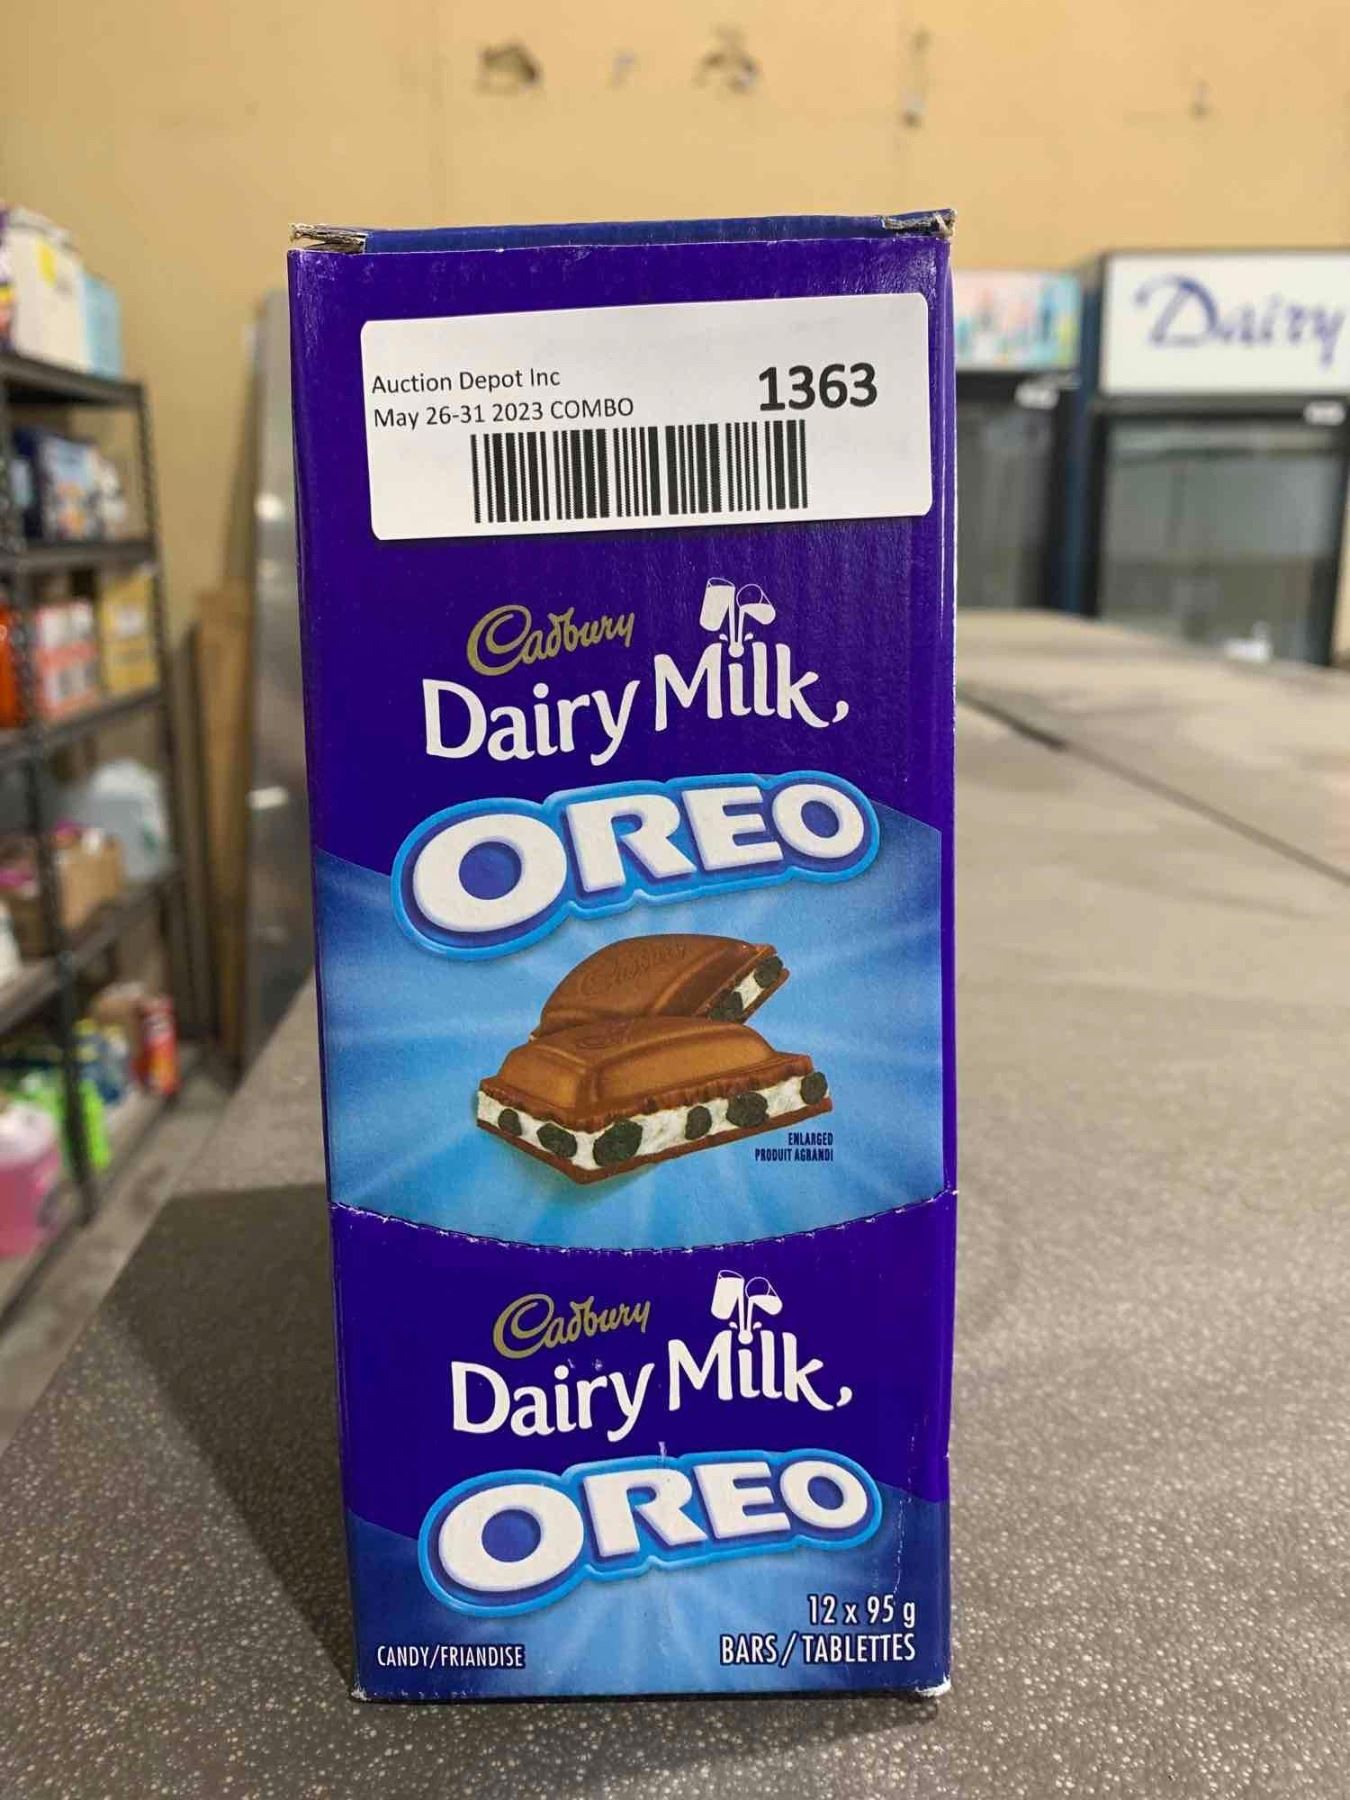 Dairy
Auction Depot Inc
1363
May 26-31 2023 COMBO
Cadbury
Dairy Milk
OREO
Cadbury
ENLARGED
PRODUIT AGRANDI
Cadbury
Dairy Milk
OREO
12 x 95 g
CANDY/FRIANDISE
BARS/TABLETTES